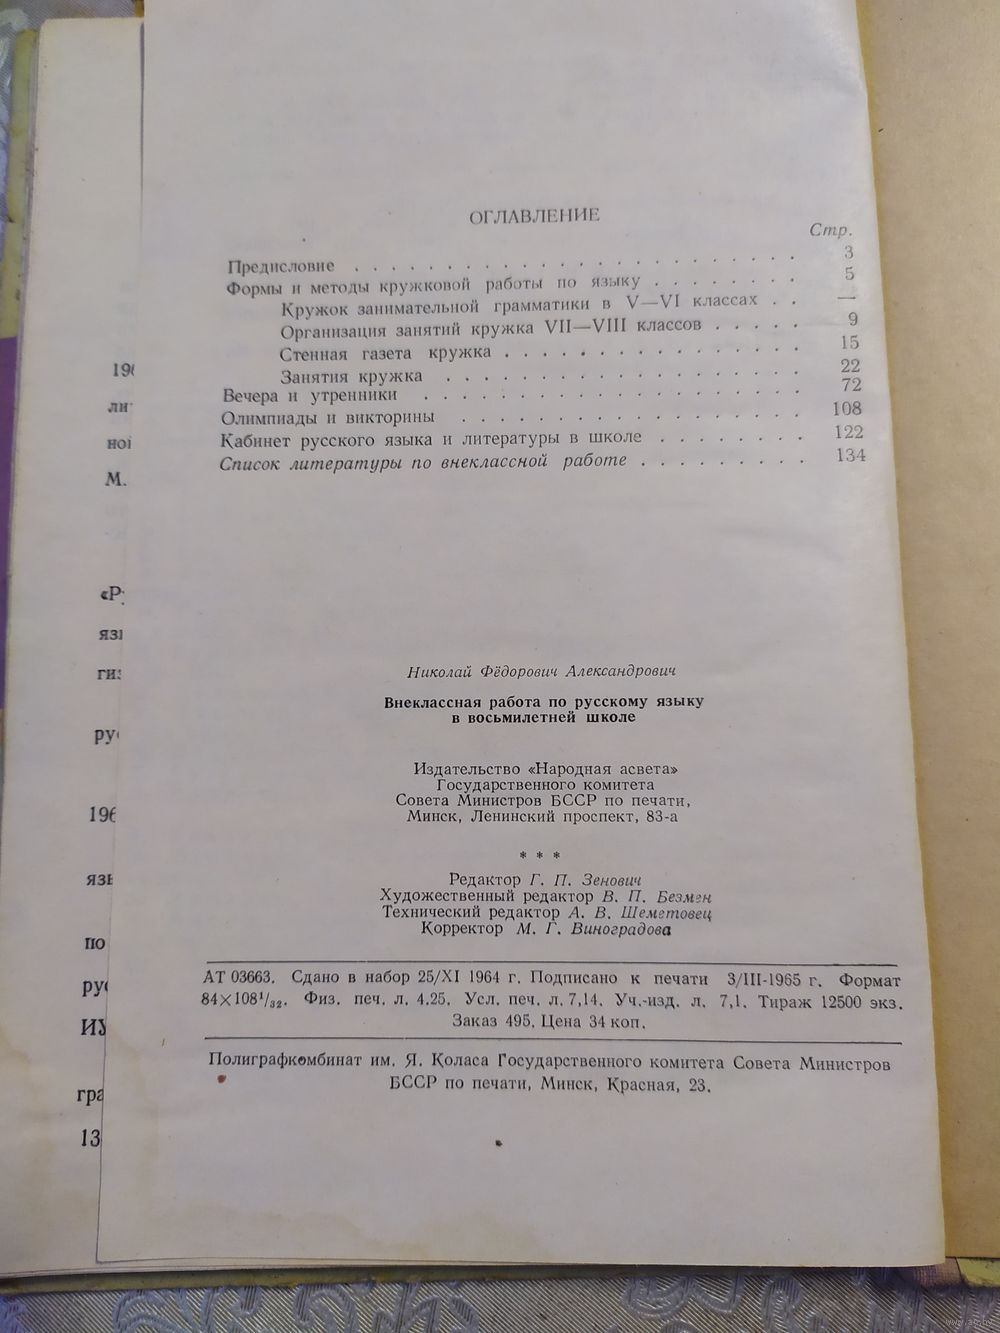 ОГЛАВЛЕНИЕ
Стр.
Предисловие . . . . . . . . . . . . . . . . . . 3
Формы и методы кружковой работы по языку . . . . . . . . 5
Кружок занимательной грамматики в V—VI классах . . —
Организация занятий кружка VII—VIII классов . . . . . 9
Стенная газета кружка . . . . . . . . . . . . . 15
Занятия кружка . . . . . . . . . . . . . . . 22
Вечера и утренники . . . . . . . . . . . . . . . 72
Олимпиады и викторины . . . . . . . . . . . . . . 108
Кабинет русского языка и литературы в школе . . . . . . . 122
Список литературы по внеклассной работе . . . . . . . . 134
Николай Фёдорович Александрович
Внеклассная работа по русскому языку
в восьмилетней школе
Издательство «Народная асвета»
Государственного комитета
Совета Министров БССР по печати,
Минск, Ленинский проспект, 83-а
* * *
Редактор Г. П. Зенович
Художественный редактор В. П. Безмен
Технический редактор А. В. Шеметовец
Корректор М. Г. Виноградова
АТ 03663. Сдано в набор 25/XI 1964 г. Подписано к печати 3/III-1965 г. Формат
84×108¹/₃₂. Физ. печ. л. 4,25. Усл. печ. л. 7,14. Уч.-изд. л. 7,1. Тираж 12500 экз.
Заказ 495. Цена 34 коп.
Полиграфкомбинат им. Я. Коласа Государственного комитета Совета Министров
БССР по печати, Минск, Красная, 23.